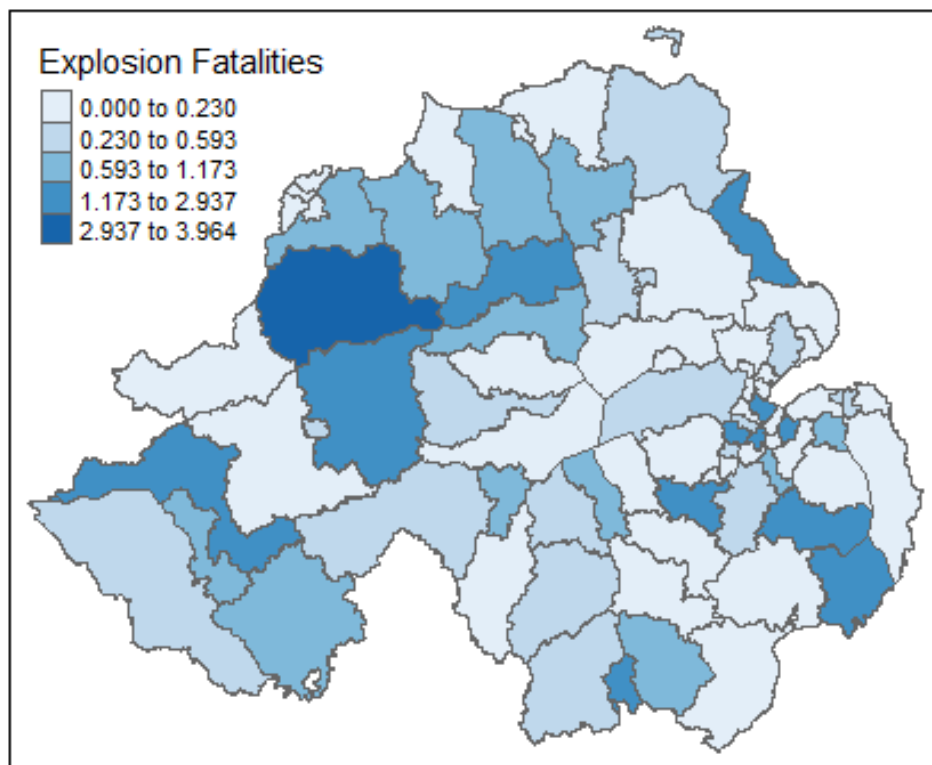 Explosion Fatalities
0.000 to 0.230
0.230 to 0.593
0.593 to 1.173
1.173 to 2.937
2.937 to 3.964